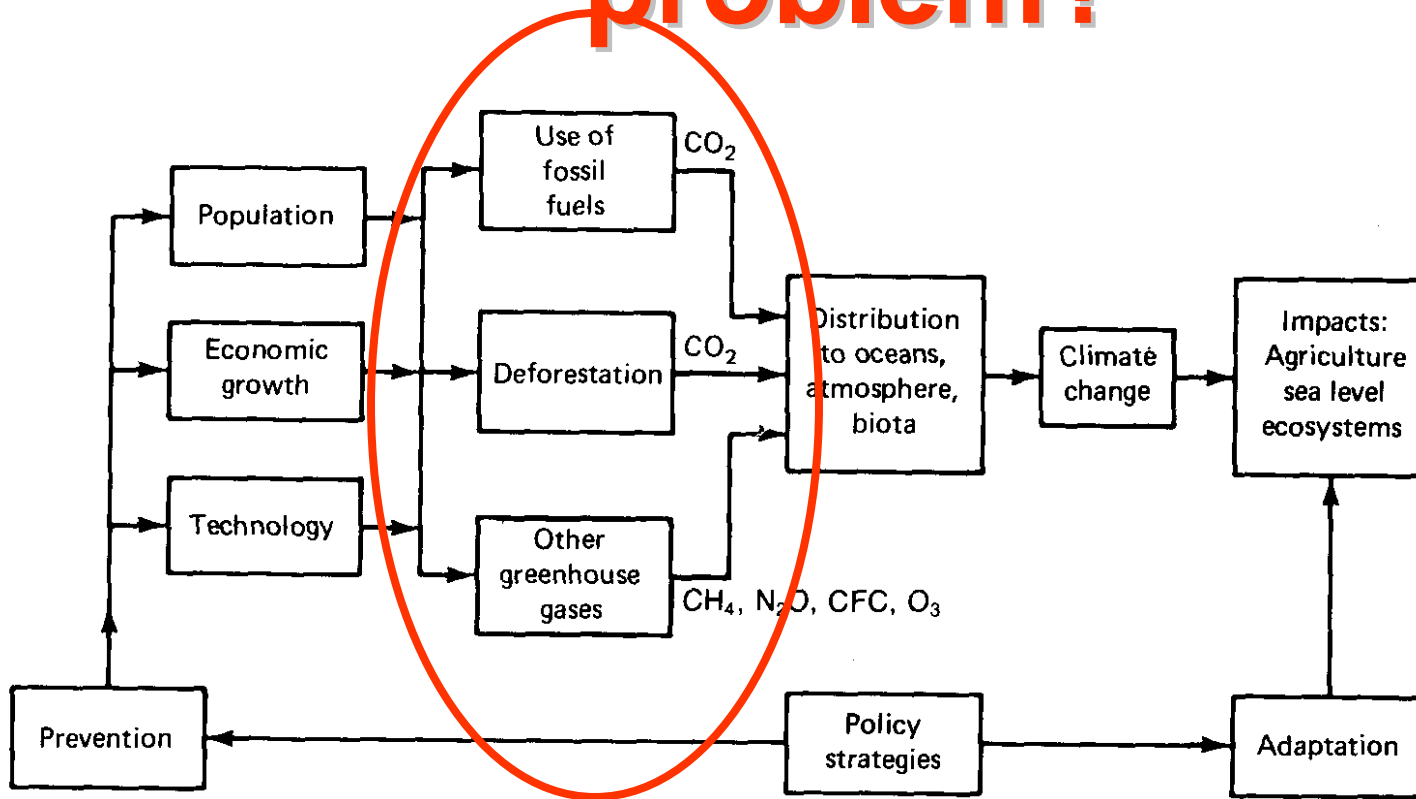 problem?
Use of
fossil
fuels
CO₂
Population
Economic
growth
Deforestation
CO₂
Distribution
to oceans,
atmosphere,
biota
Climate
change
Impacts:
Agriculture
sea level
ecosystems
Technology
Other
greenhouse
gases
CH₄, N₂O, CFC, O₃
Prevention
Policy
strategies
Adaptation